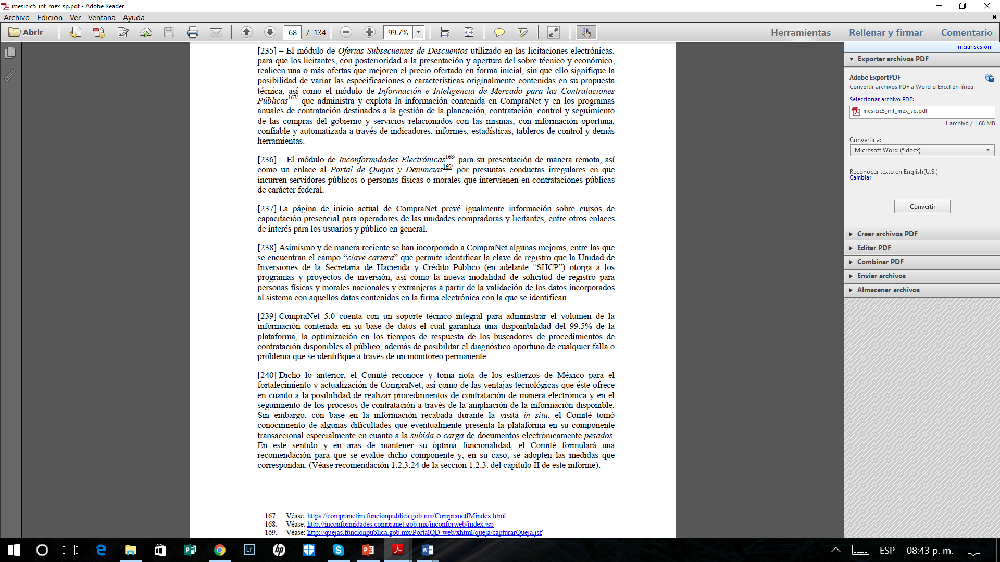 mesicic5_inf_mex_sp.pdf - Adobe Reader
Archivo Edición Ver Ventana Ayuda
Abrir 68 / 134 99.7% Herramientas Rellenar y firmar Comentario
[235] – El módulo de Ofertas Subsecuentes de Descuentos utilizado en las licitaciones electrónicas,
para que los licitantes, con posterioridad a la presentación y apertura del sobre técnico y económico,
realicen una o más ofertas que mejoren el precio ofertado en forma inicial, sin que ello signifique la
posibilidad de variar las especificaciones o características originalmente contenidas en su propuesta
técnica; así como el módulo de Información e Inteligencia de Mercado para las Contrataciones
Públicas167/ que administra y explota la información contenida en CompraNet y en los programas
anuales de contratación destinados a la gestión de la planeación, contratación, control y seguimiento
de las compras del gobierno y servicios relacionados con las mismas, con información oportuna,
confiable y automatizada a través de indicadores, informes, estadísticas, tableros de control y demás
herramientas.
[236] – El módulo de Inconformidades Electrónicas168/ para su presentación de manera remota, así
como un enlace al Portal de Quejas y Denuncias169/ por presuntas conductas irregulares en que
incurren servidores públicos o personas físicas o morales que intervienen en contrataciones públicas
de carácter federal.
[237] La página de inicio actual de CompraNet prevé igualmente información sobre cursos de
capacitación presencial para operadores de las unidades compradoras y licitantes, entre otros enlaces
de interés para los usuarios y público en general.
[238] Asimismo y de manera reciente se han incorporado a CompraNet algunas mejoras, entre las que
se encuentran el campo “clave cartera” que permite identificar la clave de registro que la Unidad de
Inversiones de la Secretaría de Hacienda y Crédito Público (en adelante “SHCP”) otorga a los
programas y proyectos de inversión, así como la nueva modalidad de solicitud de registro para
personas físicas y morales nacionales y extranjeras a partir de la validación de los datos incorporados
al sistema con aquellos datos contenidos en la firma electrónica con la que se identifican.
[239] CompraNet 5.0 cuenta con un soporte técnico integral para administrar el volumen de la
información contenida en su base de datos el cual garantiza una disponibilidad del 99.5% de la
plataforma, la optimización en los tiempos de respuesta de los buscadores de procedimientos de
contratación disponibles al público, además de posibilitar el diagnóstico oportuno de cualquier falla o
problema que se identifique a través de un monitoreo permanente.
[240] Dicho lo anterior, el Comité reconoce y toma nota de los esfuerzos de México para el
fortalecimiento y actualización de CompraNet, así como de las ventajas tecnológicas que éste ofrece
en cuanto a la posibilidad de realizar procedimientos de contratación de manera electrónica y en el
seguimiento de los procesos de contratación a través de la ampliación de la información disponible.
Sin embargo, con base en la información recabada durante la visita in situ, el Comité tomó
conocimiento de algunas dificultades que eventualmente presenta la plataforma en su componente
transaccional especialmente en cuanto a la subida o carga de documentos electrónicamente pesados.
En este sentido y en aras de mantener su óptima funcionalidad, el Comité formulará una
recomendación para que se evalúe dicho componente y, en su caso, se adopten las medidas que
correspondan. (Véase recomendación 1.2.3.24 de la sección 1.2.3. del capítulo II de este informe).
167. Véase: https://compranetim.funcionpublica.gob.mx/CompranetIMindex.html
168. Véase: http://inconformidades.compranet.gob.mx/inconforweb/index.jsp
169. Véase: http://quejas.funcionpublica.gob.mx/PortalQD-web/xhtml/queja/capturarQueja.jsf
Iniciar sesión
Exportar archivos PDF
Adobe ExportPDF
Convertir archivos PDF a Word o Excel en línea
Seleccionar archivo PDF:
mesicic5_inf_mex_sp.pdf
1 archivo / 1.68 MB
Convertir a:
Microsoft Word (*.docx)
Reconocer texto en English(U.S.)
Cambiar
Convertir
Crear archivos PDF
Editar PDF
Combinar PDF
Enviar archivos
Almacenar archivos
Lr hp ESP 08:43 p. m.